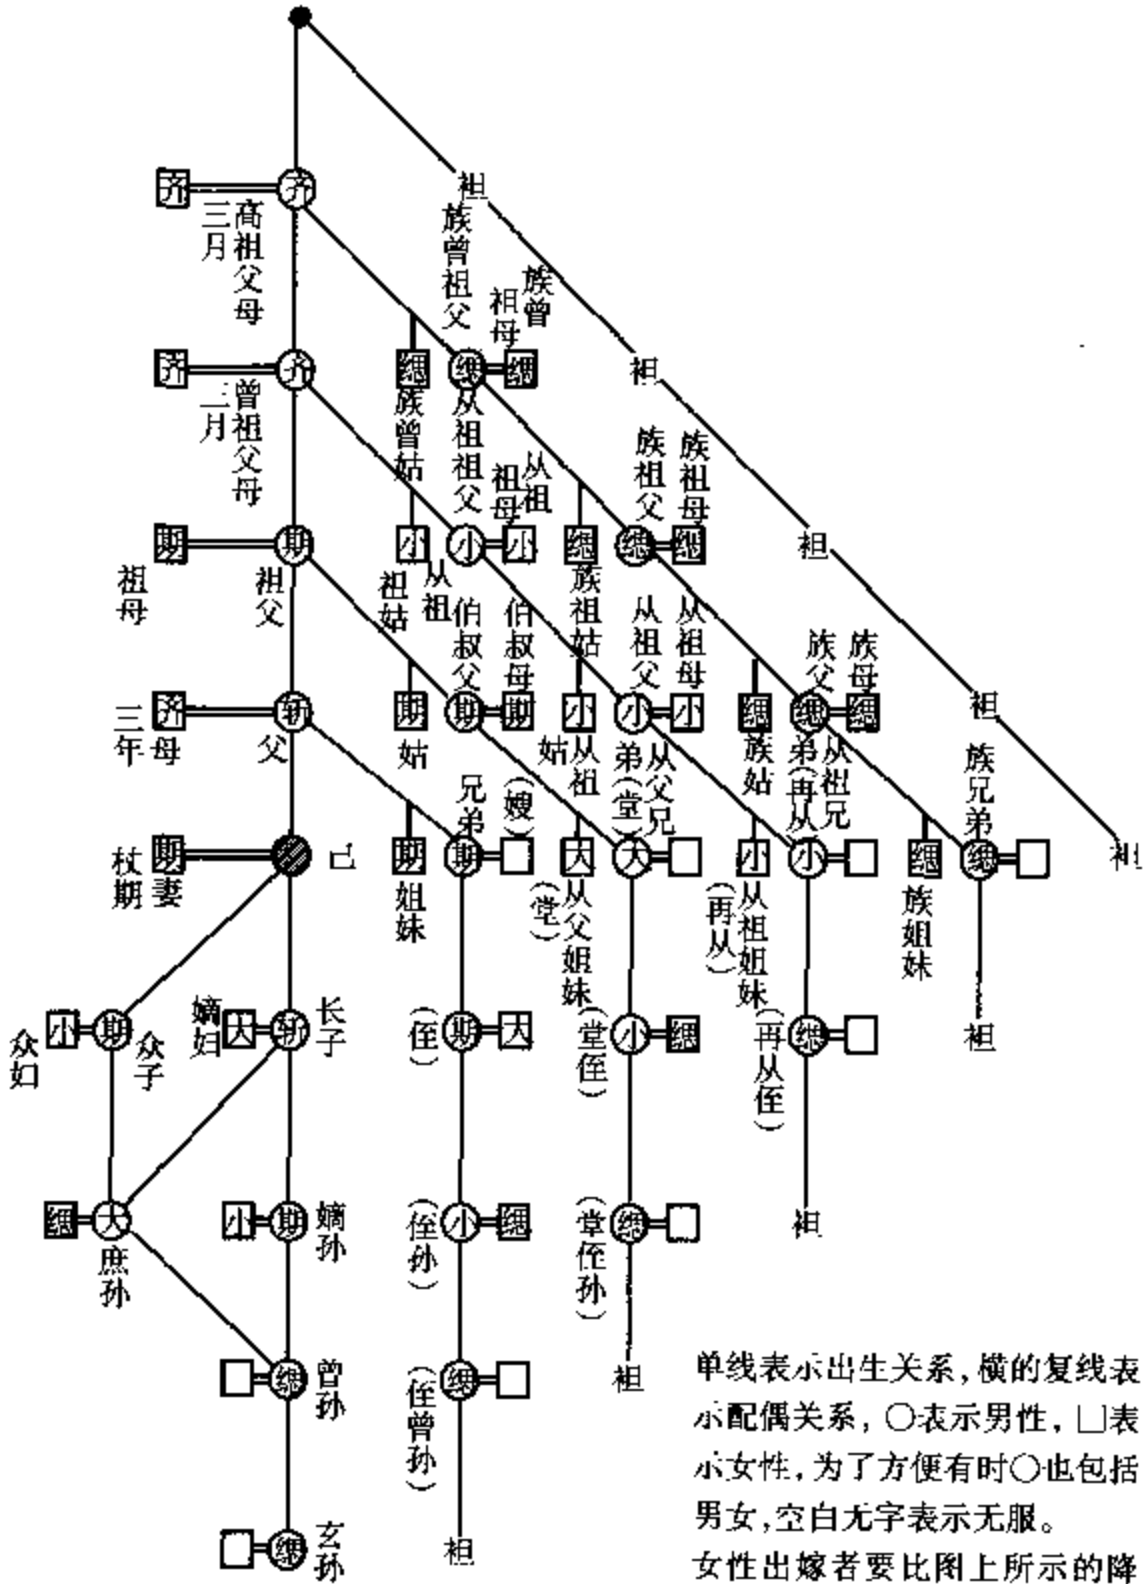 齐 齐 袒
三月 高祖父母 族曾祖父 族曾祖母
齐 齐 缌 缌 缌 袒
三月 曾祖父母 族曾姑 从祖祖父 从祖祖母 族祖父 族祖母
期 期 小 小 小 缌 缌 缌 袒
祖母 祖父 从祖祖姑 伯叔父 伯叔母 族祖姑 从祖父 从祖母 族父 族母
齐 斩 期 期 期 小 小 小 缌 缌 缌 袒
三年 母 父 姑 兄弟 (嫂) 从祖姑 从父兄弟(堂) 族姑 从祖兄弟(再从) 族兄弟
期 己 期 期 大 大 小 小 缌 缌 袒
杖期 妻 姐妹 从父姐妹(堂) 从祖姐妹(再从) 族姐妹
小 期 大 斩 期 大 小 缌 缌 袒
众妇 众子 嫡妇 长子 (侄) (堂侄) (再从侄)
缌 大 小 期 小 缌 缌 袒
庶孙 嫡孙 (侄孙) (堂侄孙)
缌 缌 袒
曾孙 (侄曾孙)
缌 袒
玄孙
单线表示出生关系，横的复线表
示配偶关系，○表示男性，□表
示女性，为了方便有时○也包括
男女，空白无字表示无服。
女性出嫁者要比图上所示的降